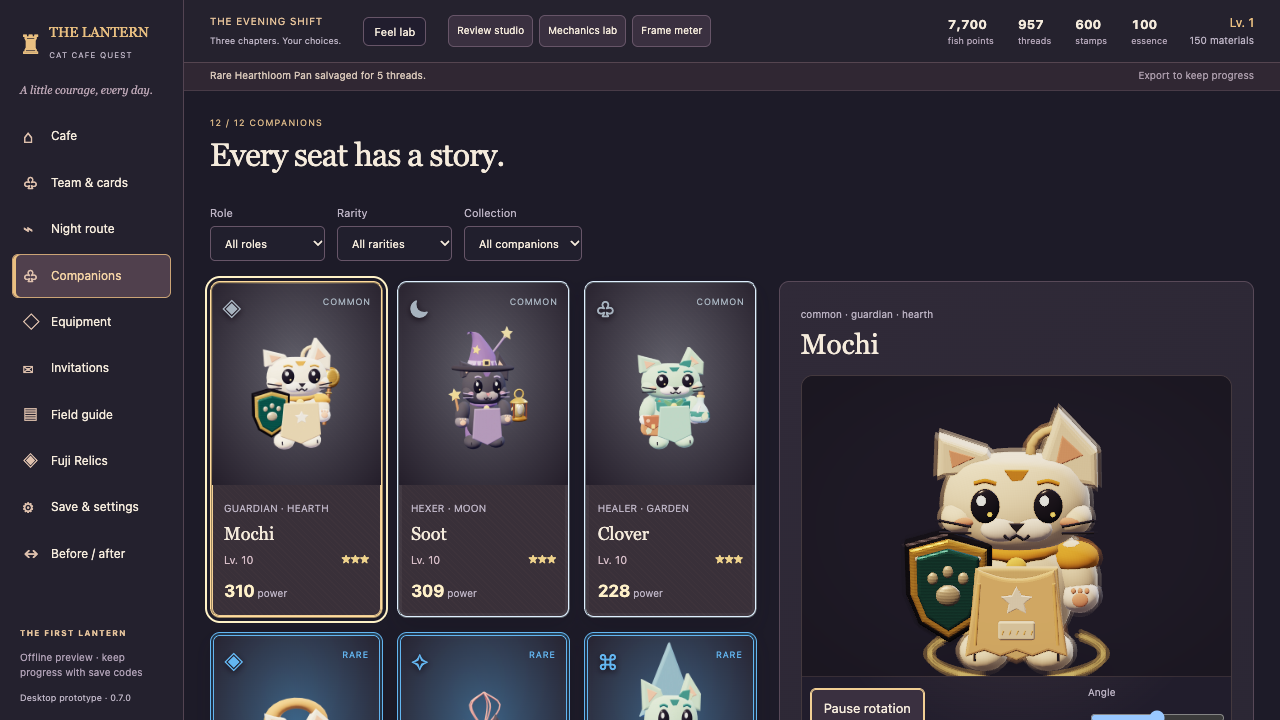 THE LANTERN
CAT CAFE QUEST
A little courage, every day.
Cafe
Team & cards
Night route
Companions
Equipment
Invitations
Field guide
Fuji Relics
Save & settings
Before / after
THE FIRST LANTERN
Offline preview · keep
progress with save codes
Desktop prototype · 0.7.0
THE EVENING SHIFT
Three chapters. Your choices.
Feel lab
Review studio
Mechanics lab
Frame meter
7,700
fish points
957
threads
600
stamps
100
essence
Lv. 1
150 materials
Rare Hearthloom Pan salvaged for 5 threads.
Export to keep progress
12 / 12 COMPANIONS
Every seat has a story.
Role
Rarity
Collection
All roles
All rarities
All companions
COMMON
GUARDIAN · HEARTH
Mochi
Lv. 10
310 power
COMMON
HEXER · MOON
Soot
Lv. 10
309 power
COMMON
HEALER · GARDEN
Clover
Lv. 10
228 power
RARE
RARE
RARE
common · guardian · hearth
Mochi
Pause rotation
Angle